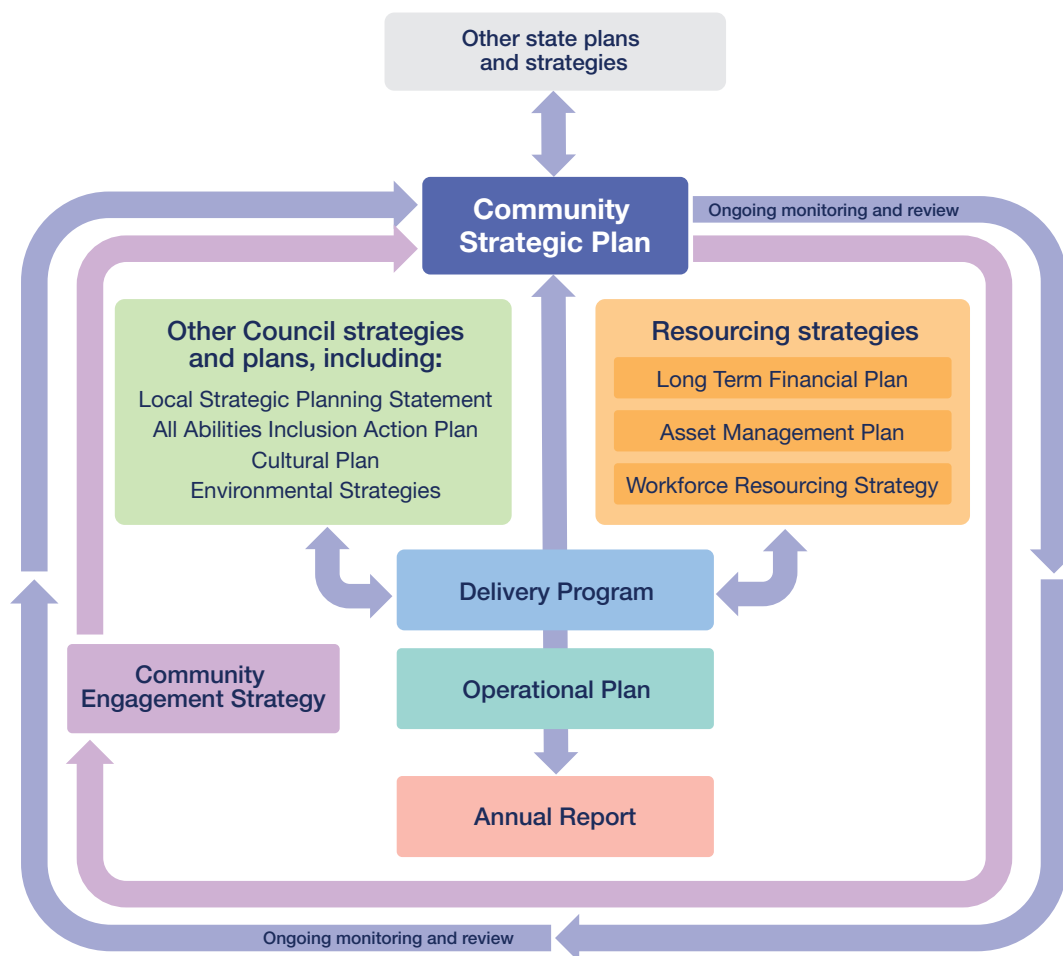 Other state plans
and strategies
Community
Strategic Plan
Ongoing monitoring and review
Other Council strategies
and plans, including:
Local Strategic Planning Statement
All Abilities Inclusion Action Plan
Cultural Plan
Environmental Strategies
Resourcing strategies
Long Term Financial Plan
Asset Management Plan
Workforce Resourcing Strategy
Delivery Program
Community
Engagement Strategy
Operational Plan
Annual Report
Ongoing monitoring and review